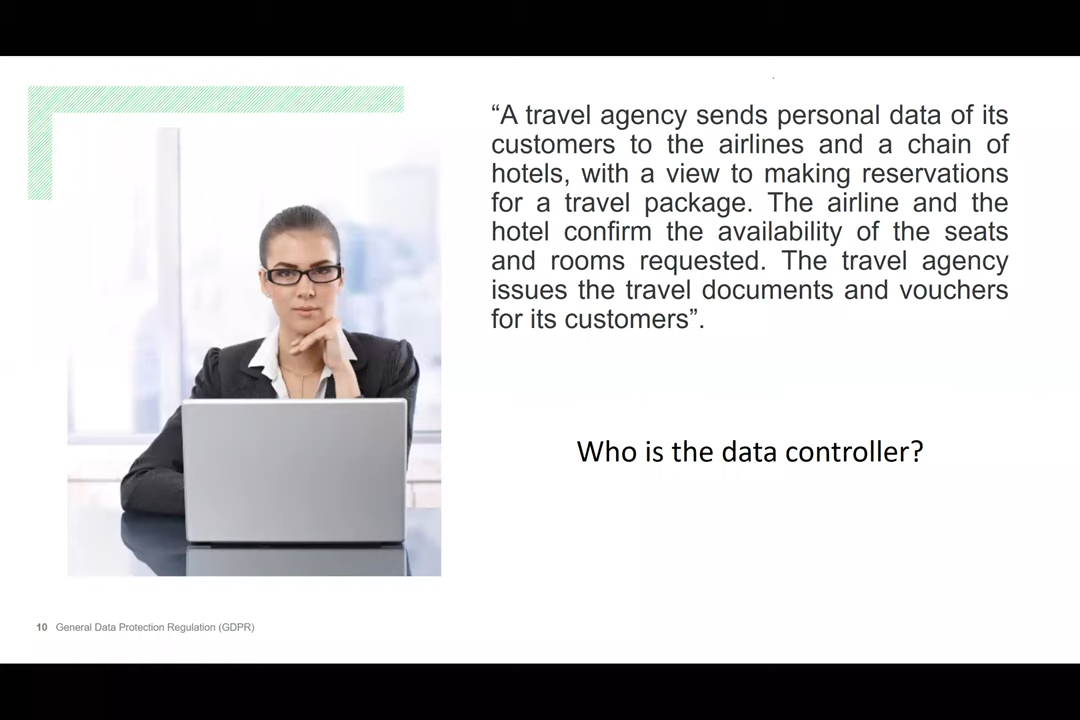 “A travel agency sends personal data of its
customers to the airlines and a chain of
hotels, with a view to making reservations
for a travel package. The airline and the
hotel confirm the availability of the seats
and rooms requested. The travel agency
issues the travel documents and vouchers
for its customers”.
Who is the data controller?
10 General Data Protection Regulation (GDPR)